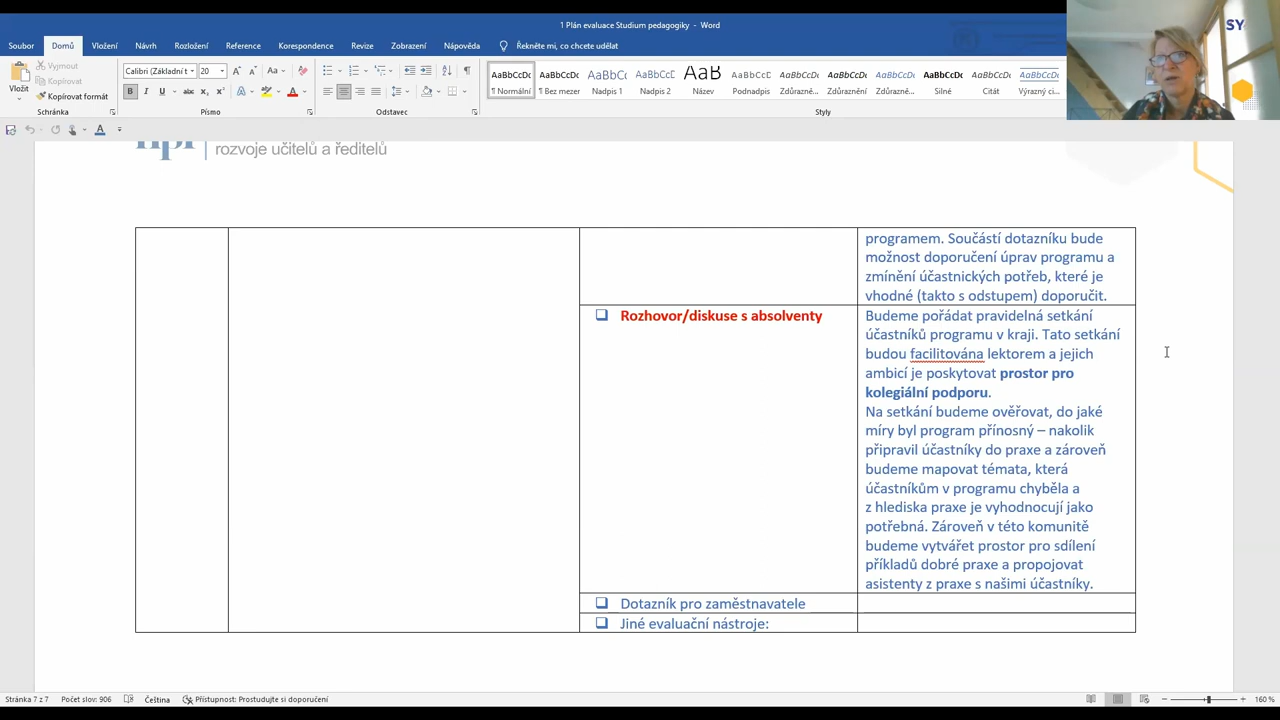 1 Plán evaluace Studium pedagogiky - Word
SY
Soubor Domů Vložení Návrh Rozložení Reference Korespondence Revize Zobrazení Nápověda Řekněte mi, co chcete udělat
Vložit
Vyjmout
Kopírovat
Kopírovat formát
Schránka
Calibri (Základní t 20
Písmo
Odstavec
AaBbCcDc AaBbCcDc AaBbCcDc AaBbCcDc AaB AaBbCcDc AaBbCcDc AaBbCcDc AaBbCcDc AaBbCcDc AaBbCcDc AaBbCcDc
¶ Normální ¶ Bez mezer Nadpis 1 Nadpis 2 Název Podnadpis Zdůrazně... Zdůraznění Zdůrazně... Silné Citát Výrazný ci...
Styly
rozvoje učitelů a ředitelů
programem. Součástí dotazníku bude
možnost doporučení úprav programu a
zmínění účastnických potřeb, které je
vhodné (takto s odstupem) doporučit.
Rozhovor/diskuse s absolventy
Budeme pořádat pravidelná setkání
účastníků programu v kraji. Tato setkání
budou facilitována lektorem a jejich
ambicí je poskytovat prostor pro
kolegiální podporu.
Na setkání budeme ověřovat, do jaké
míry byl program přínosný – nakolik
připravil účastníky do praxe a zároveň
budeme mapovat témata, která
účastníkům v programu chyběla a
z hlediska praxe je vyhodnocují jako
potřebná. Zároveň v této komunitě
budeme vytvářet prostor pro sdílení
příkladů dobré praxe a propojovat
asistenty z praxe s našimi účastníky.
Dotazník pro zaměstnavatele
Jiné evaluační nástroje:
Stránka 7 z 7 Počet slov: 906 Čeština Přístupnost: Prostudujte si doporučení 160 %